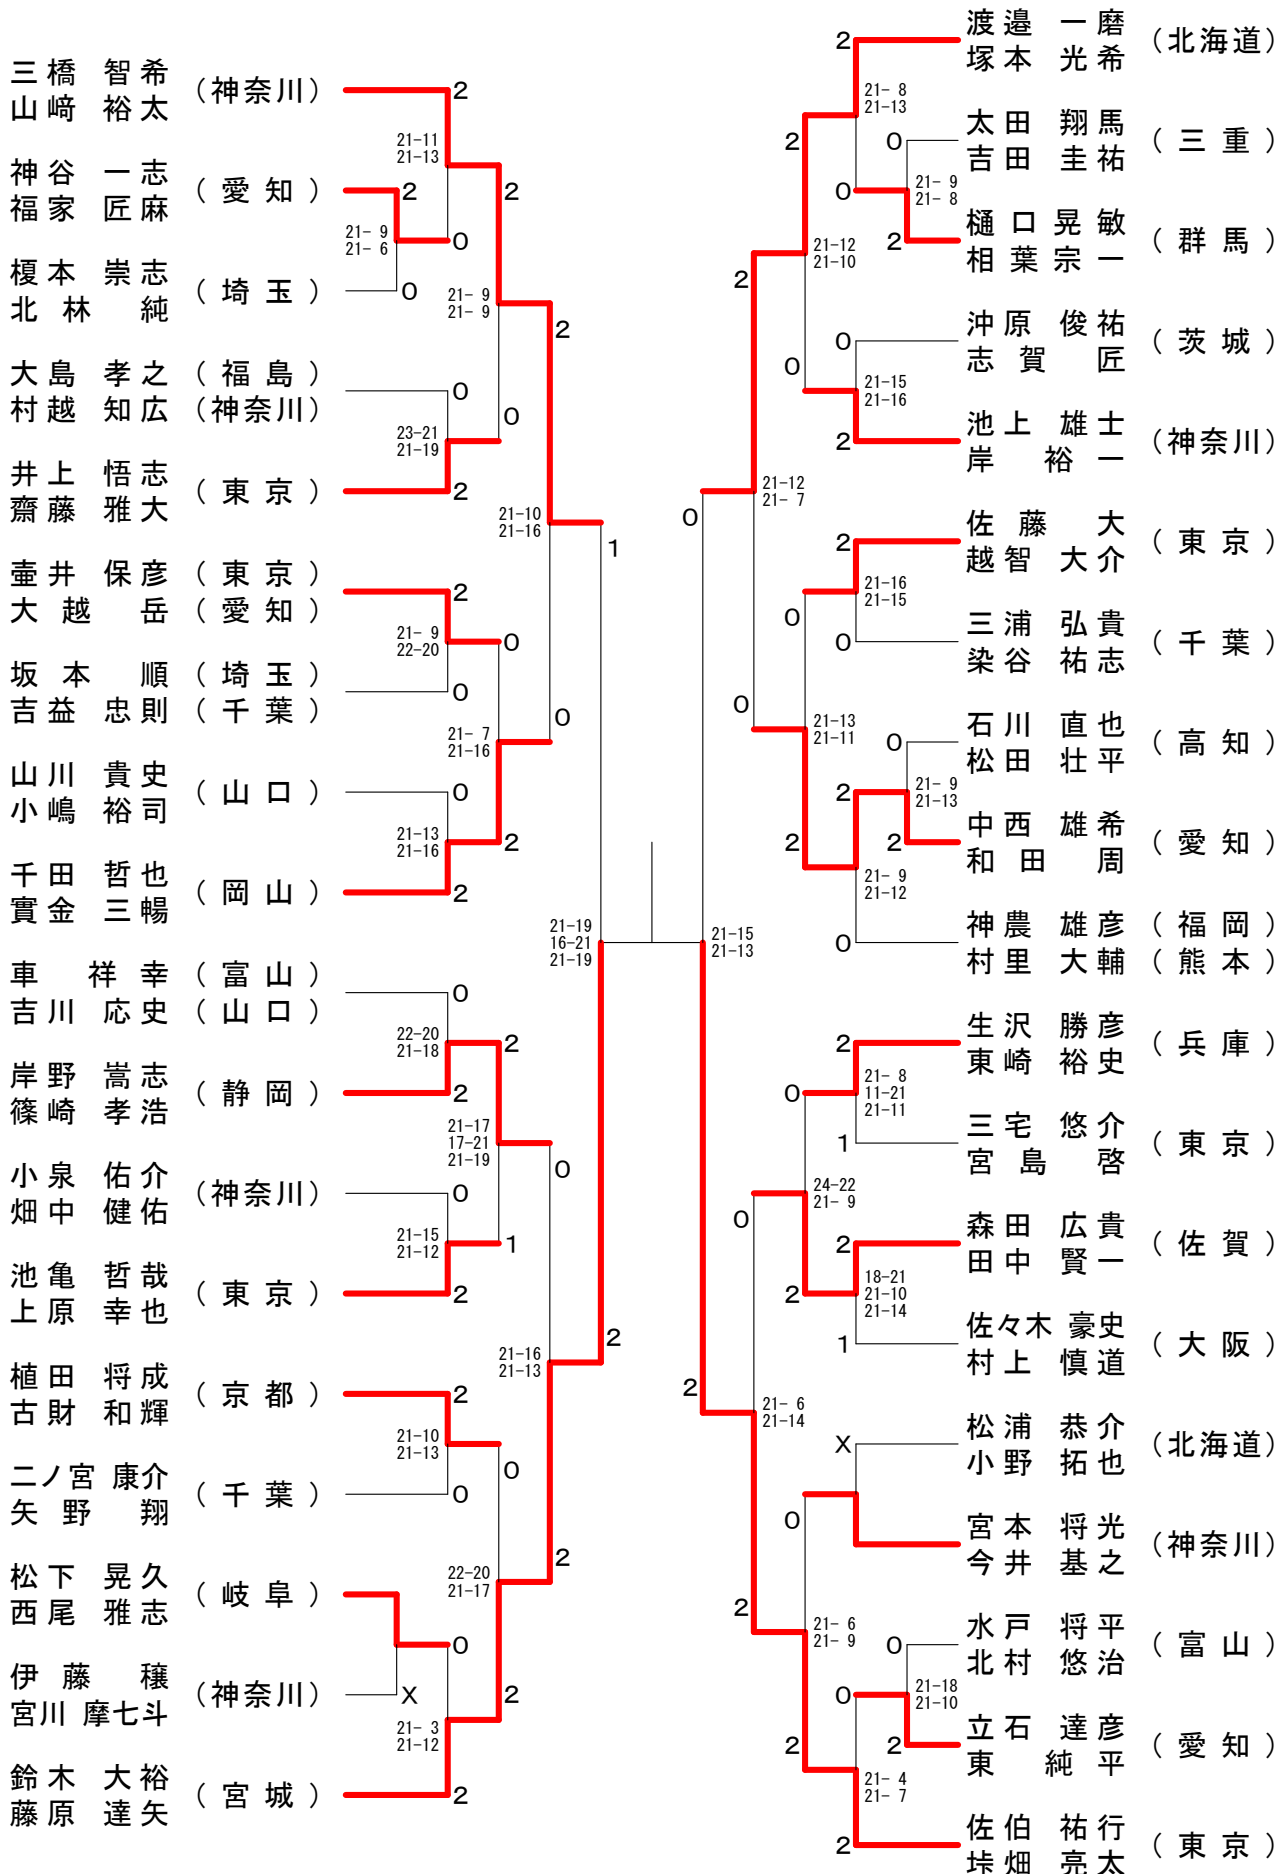 三橋 智希
山﨑 裕太
(神奈川)
2
21-11
21-13
神谷 一志
福家 匠麻
(愛知)
2
2
21- 9
21- 6
0
榎本 崇志
北林 純
(埼玉)
0
21- 9
21- 9
2
大島 孝之 (福島)
村越 知広 (神奈川)
0
0
23-21
21-19
井上 悟志
齋藤 雅大
(東京)
2
21-10
21-16
1
壷井 保彦 (東京)
大越 岳 (愛知)
2
21- 9
22-20
0
坂本 順 (埼玉)
吉益 忠則 (千葉)
0
0
21- 7
21-16
山川 貴史
小嶋 裕司
(山口)
0
21-13
21-16
2
千田 哲也
實金 三暢
(岡山)
2
21-19
16-21
21-19
車 祥幸 (富山)
吉川 応史 (山口)
0
22-20
21-18
2
岸野 嵩志
篠崎 孝浩
(静岡)
2
21-17
17-21
21-19
0
小泉 佑介
畑中 健佑
(神奈川)
0
21-15
21-12
1
池亀 哲哉
上原 幸也
(東京)
2
21-16
21-13
2
植田 将成
古財 和輝
(京都)
2
21-10
21-13
0
二ノ宮 康介
矢野 翔
(千葉)
0
22-20
21-17
2
松下 晃久
西尾 雅志
(岐阜)
0
伊藤 穣
宮川 摩七斗
(神奈川)
X
2
21- 3
21-12
鈴木 大裕
藤原 達矢
(宮城)
2
2
渡邉 一磨
塚本 光希
(北海道)
21- 8
21-13
2
0
太田 翔馬
吉田 圭祐
(三重)
0
21- 9
21- 8
2
樋口晃敏
相葉宗一
(群馬)
21-12
21-10
2
0
沖原 俊祐
志賀 匠
(茨城)
0
21-15
21-16
2
池上 雄士
岸 裕一
(神奈川)
21-12
21- 7
0
2
佐藤 大
越智 大介
(東京)
21-16
21-15
0
0
三浦 弘貴
染谷 祐志
(千葉)
0
21-13
21-11
0
石川 直也
松田 壮平
(高知)
21- 9
21-13
2
2
2
中西 雄希
和田 周
(愛知)
21- 9
21-12
0
神農 雄彦 (福岡)
村里 大輔 (熊本)
21-15
21-13
2
生沢 勝彦
東崎 裕史
(兵庫)
21- 8
11-21
21-11
0
1
三宅 悠介
宮島 啓
(東京)
24-22
21- 9
0
2
森田 広貴
田中 賢一
(佐賀)
18-21
21-10
21-14
2
1
佐々木 豪史
村上 慎道
(大阪)
2
21- 6
21-14
X
松浦 恭介
小野 拓也
(北海道)
0
宮本 将光
今井 基之
(神奈川)
2
21- 6
21- 9
0
水戸 将平
北村 悠治
(富山)
21-18
21-10
0
2
2
立石 達彦
東 純平
(愛知)
21- 4
21- 7
2
佐伯 祐行
垰畑 亮太
(東京)